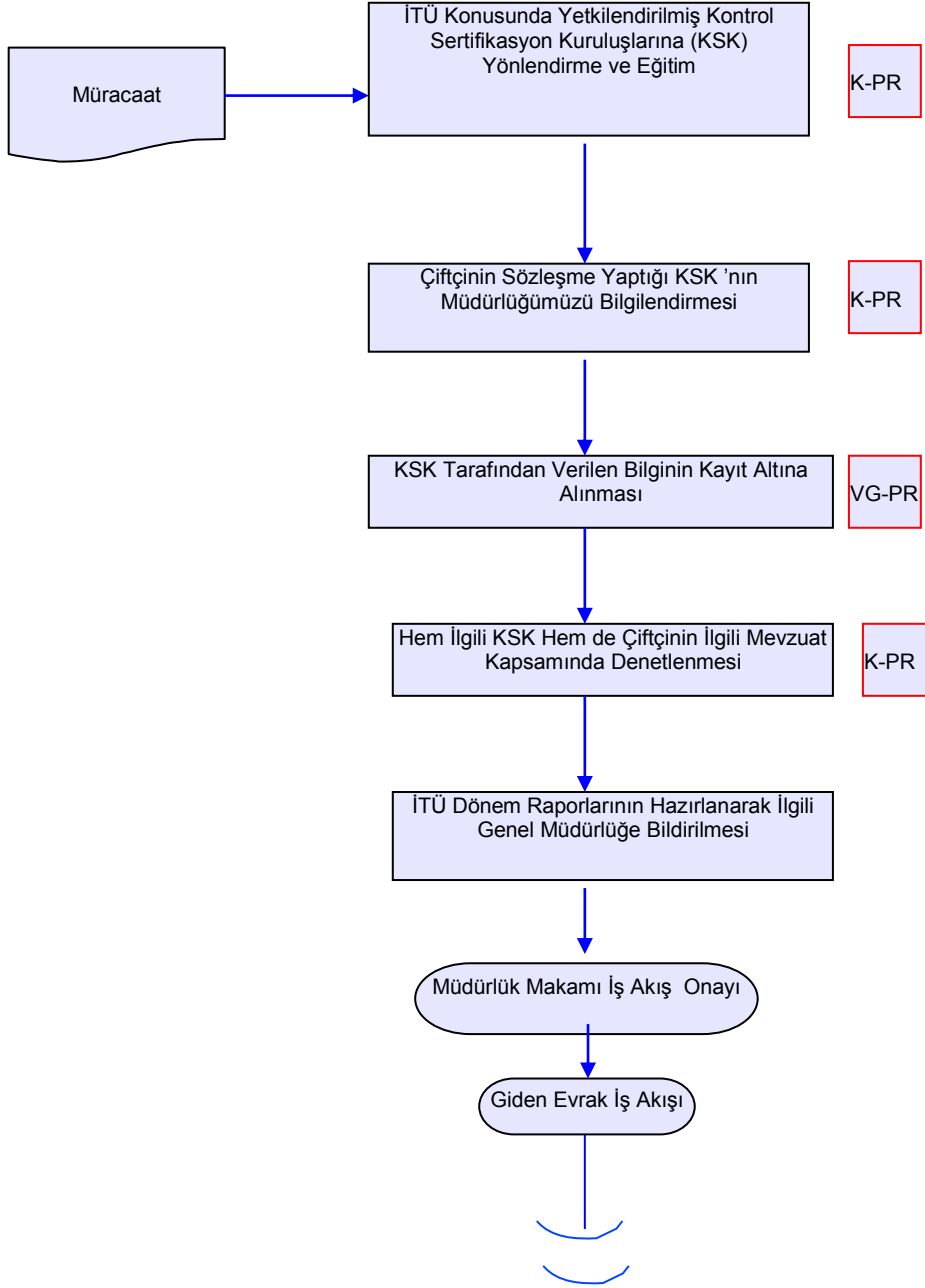 İTÜ Konusunda Yetkilendirilmiş Kontrol
Sertifikasyon Kuruluşlarına (KSK)
Yönlendirme ve Eğitim
Müracaat
K-PR
Çiftçinin Sözleşme Yaptığı KSK ’nın
Müdürlüğümüzü Bilgilendirmesi
K-PR
KSK Tarafından Verilen Bilginin Kayıt Altına
Alınması
VG-PR
Hem İlgili KSK Hem de Çiftçinin İlgili Mevzuat
Kapsamında Denetlenmesi
K-PR
İTÜ Dönem Raporlarının Hazırlanarak İlgili
Genel Müdürlüğe Bildirilmesi
Müdürlük Makamı İş Akış  Onayı
Giden Evrak İş Akışı